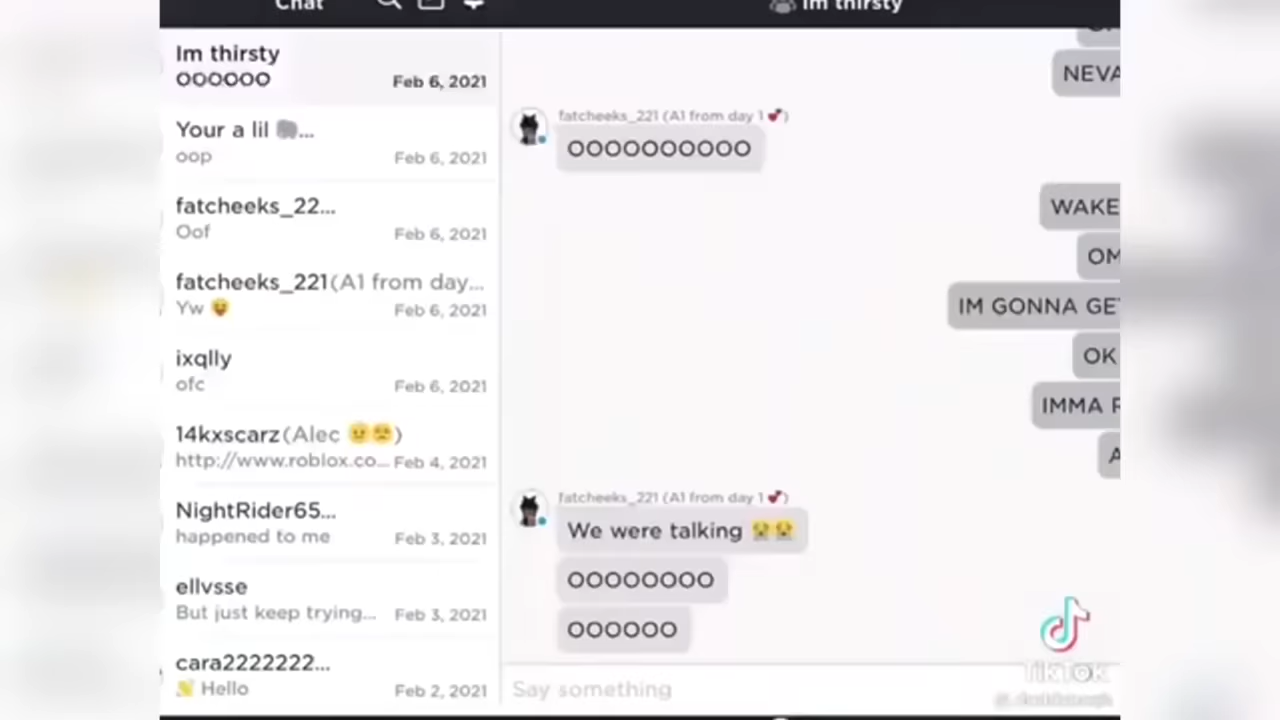 Chat
Im thirsty
Im thirsty
OOOOOO
Feb 6, 2021
Your a lil 🐘...
oop
Feb 6, 2021
fatcheeks_22...
Oof
Feb 6, 2021
fatcheeks_221(A1 from day...
Yw 😛
Feb 6, 2021
ixqlly
ofc
Feb 6, 2021
14kxscarz(Alec
)
http://www.roblox.co...
Feb 4, 2021
NightRider65...
happened to me
Feb 3, 2021
ellvsse
But just keep trying...
Feb 3, 2021
cara2222222...
👋 Hello
Feb 2, 2021
NEVA
fatcheeks_221 (A1 from day 1 💕)
OOOOOOOOOO
WAKE
OM
IM GONNA GET
OK
IMMA R
A
fatcheeks_221 (A1 from day 1 💕)
We were talking 😭😭
OOOOOOOO
OOOOOO
Say something
TikTok